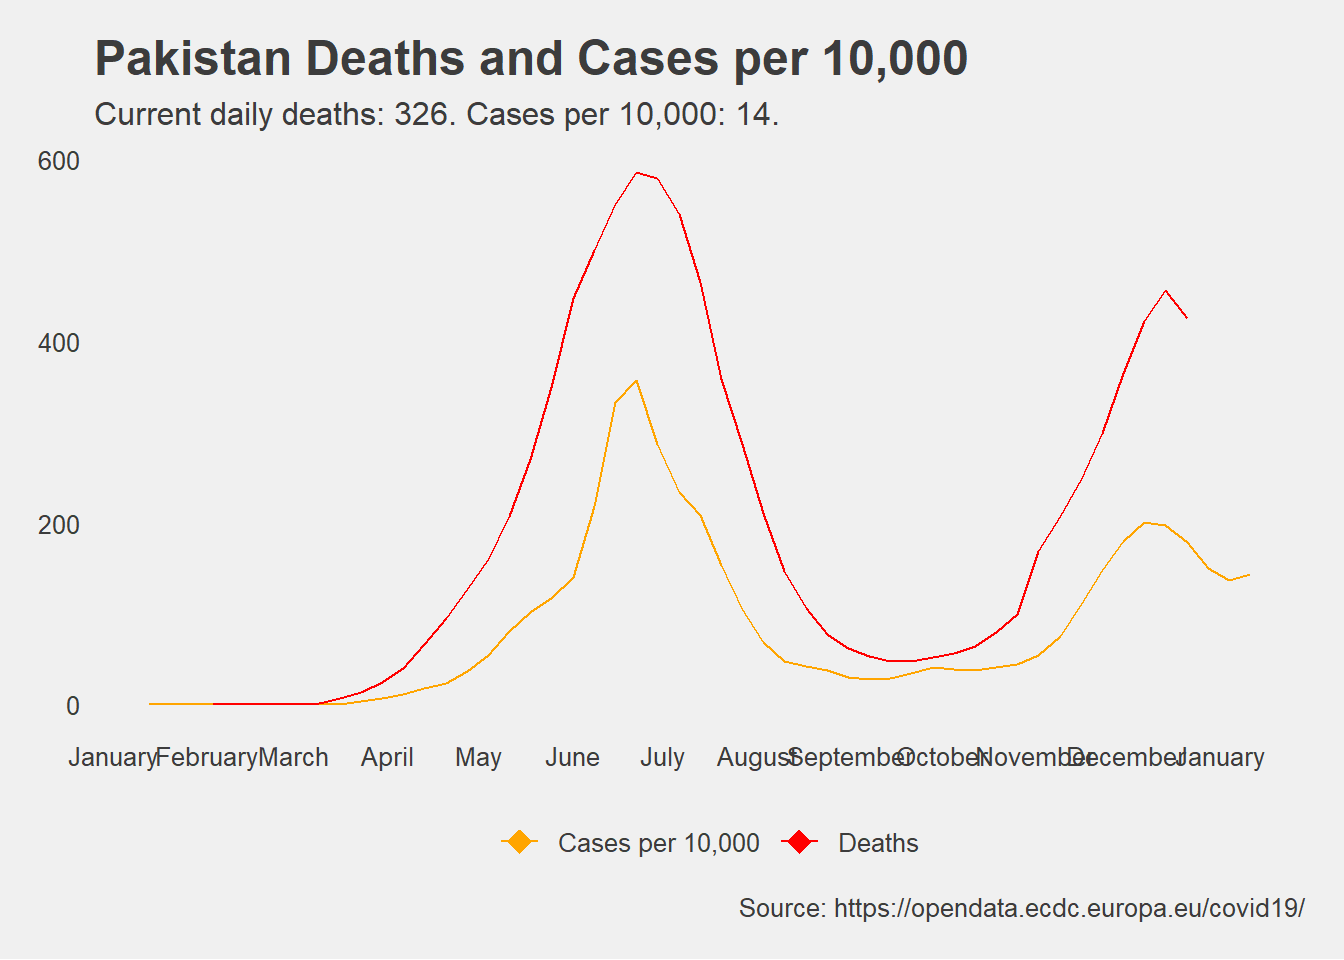 Pakistan Deaths and Cases per 10,000
Current daily deaths: 326. Cases per 10,000: 14.
600
400
200
0
January February March April May June July August September October November December January
Cases per 10,000 Deaths
Source: https://opendata.ecdc.europa.eu/covid19/